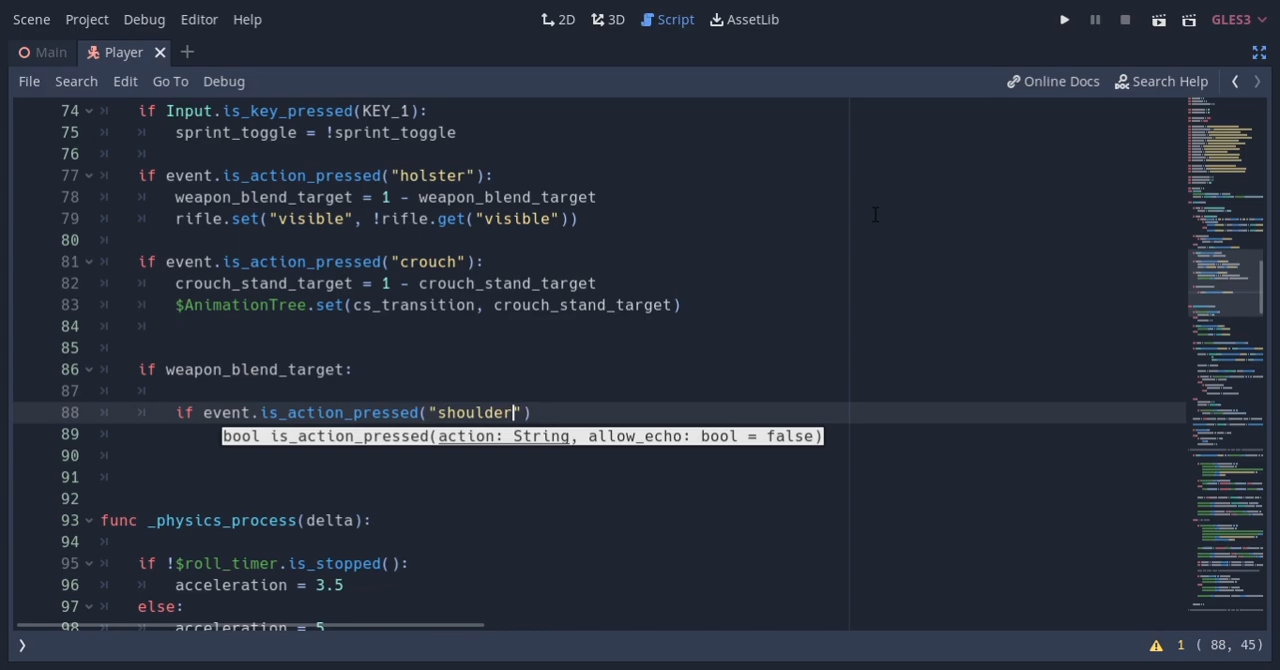 Scene Project Debug Editor Help 2D 3D Script AssetLib GLES3
Main Player
File Search Edit Go To Debug Online Docs Search Help
74 if Input.is_key_pressed(KEY_1):
75 sprint_toggle = !sprint_toggle
76
77 if event.is_action_pressed("holster"):
78 weapon_blend_target = 1 - weapon_blend_target
79 rifle.set("visible", !rifle.get("visible"))
80
81 if event.is_action_pressed("crouch"):
82 crouch_stand_target = 1 - crouch_stand_target
83 $AnimationTree.set(cs_transition, crouch_stand_target)
84
85
86 if weapon_blend_target:
87
88 if event.is_action_pressed("shoulder")
89 bool is_action_pressed(action: String, allow_echo: bool = false)
90
91
92
93 func _physics_process(delta):
94
95 if !$roll_timer.is_stopped():
96 acceleration = 3.5
97 else:
98 acceleration = 5
1 ( 88, 45)